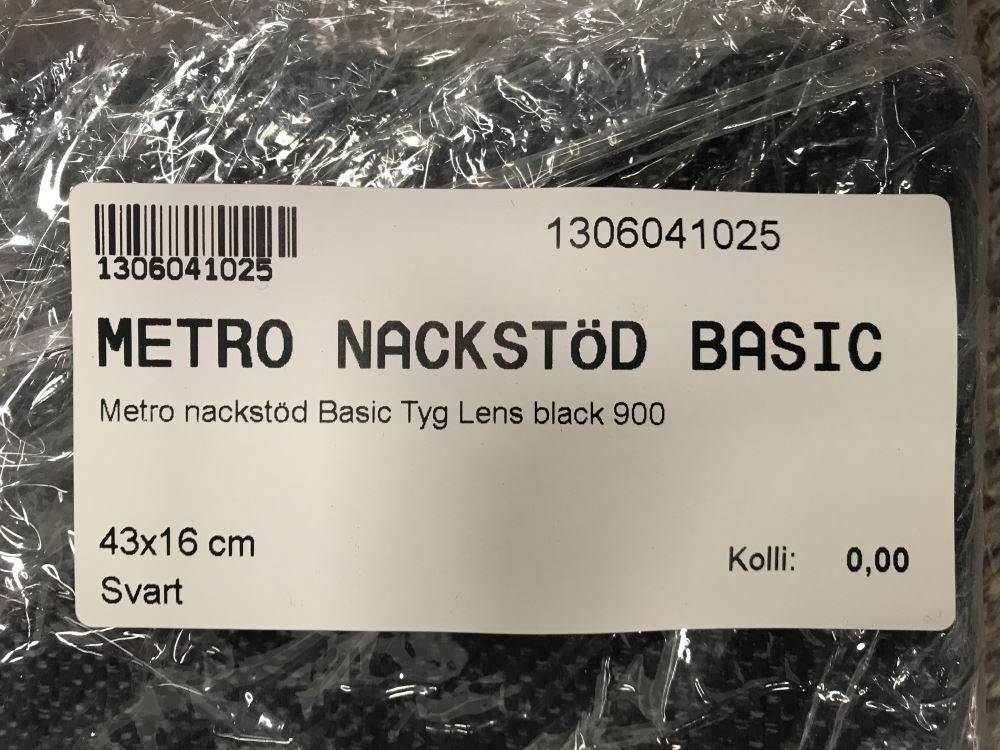 1306041025
1306041025
METRO NACKSTÖD BASIC
Metro nackstöd Basic Tyg Lens black 900
43x16 cm
Svart
Kolli: 0,00